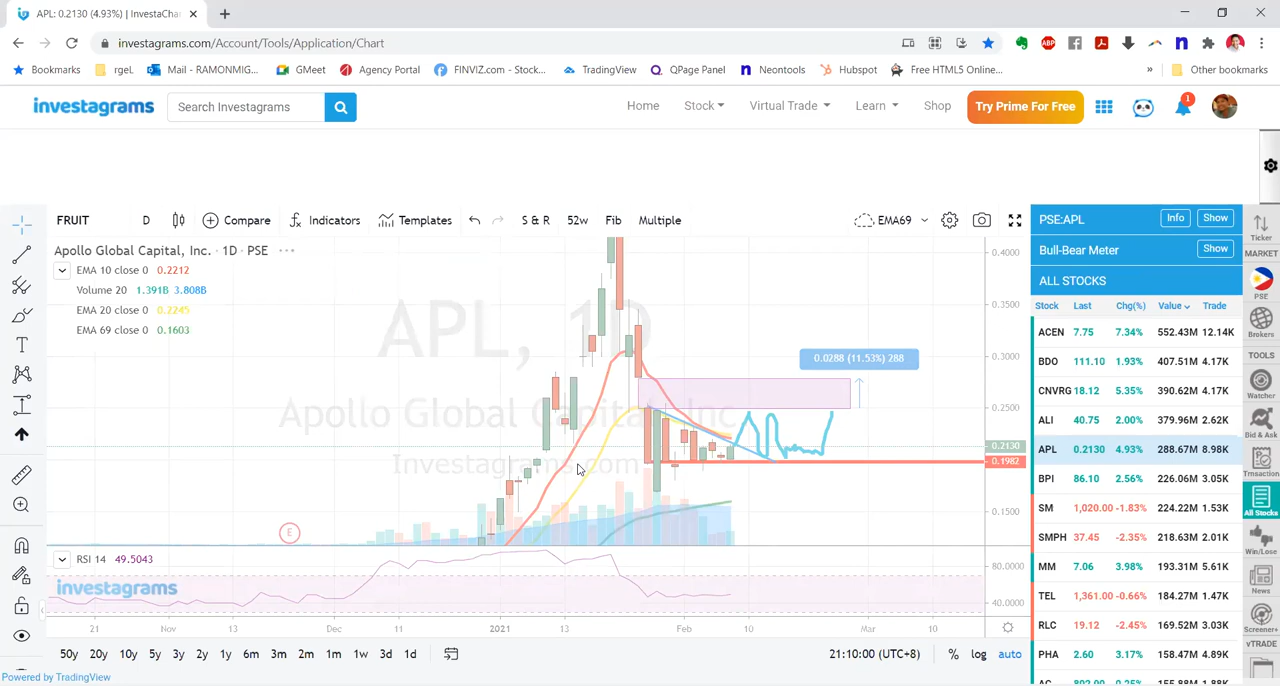 APL: 0.2130 (4.93%) | InvestaChar
investagrams.com/Account/Tools/Application/Chart
ABP
Bookmarks rgeL Mail - RAMONMIG... GMeet Agency Portal FINVIZ.com - Stock... TradingView QPage Panel Neontools Hubspot Free HTML5 Online... » Other bookmarks
investagrams Search Investagrams Home Stock Virtual Trade Learn Shop Try Prime For Free 1
FRUIT D Compare Indicators Templates S & R 52w Fib Multiple EMA69
Apollo Global Capital, Inc. · 1D · PSE
EMA 10 close 0 0.2212
Volume 20 1.391B 3.808B
EMA 20 close 0 0.2245
EMA 69 close 0 0.1603
APL, 1D
Apollo Global Capital, Inc
Investagrams.com
0.0288 (11.53%) 288
0.4000
0.3500
0.3000
0.2500
0.2130
0.1982
0.1500
E
RSI 14 49.5043
investagrams
80.0000
40.0000
21 Nov 13 Dec 11 2021 13 Feb 10 Mar 10
50y 20y 10y 5y 3y 2y 1y 6m 3m 2m 1m 1w 3d 1d 21:10:00 (UTC+8) % log auto
Powered by TradingView
PSE:APL Info Show
Bull-Bear Meter Show
ALL STOCKS
Stock Last Chg(%) Value Trade
ACEN 7.75 7.34% 552.43M 12.14K
BDO 111.10 1.93% 407.51M 4.17K
CNVRG 18.12 5.35% 390.62M 4.17K
ALI 40.75 2.00% 379.96M 2.62K
APL 0.2130 4.93% 288.67M 8.98K
BPI 86.10 2.56% 226.06M 3.05K
SM 1,020.00 -1.83% 224.22M 1.53K
SMPH 37.45 -2.35% 218.63M 2.01K
MM 7.06 3.98% 193.31M 5.61K
TEL 1,361.00 -0.66% 184.27M 1.47K
RLC 19.12 -2.45% 169.52M 3.03K
PHA 2.60 3.17% 158.47M 4.89K
Ticker
MARKET
PSE
Brokers
TOOLS
Watcher
Bid & Ask
Trnsaction
All Stocks
Win/Lose
News
Screener+
vTRADE